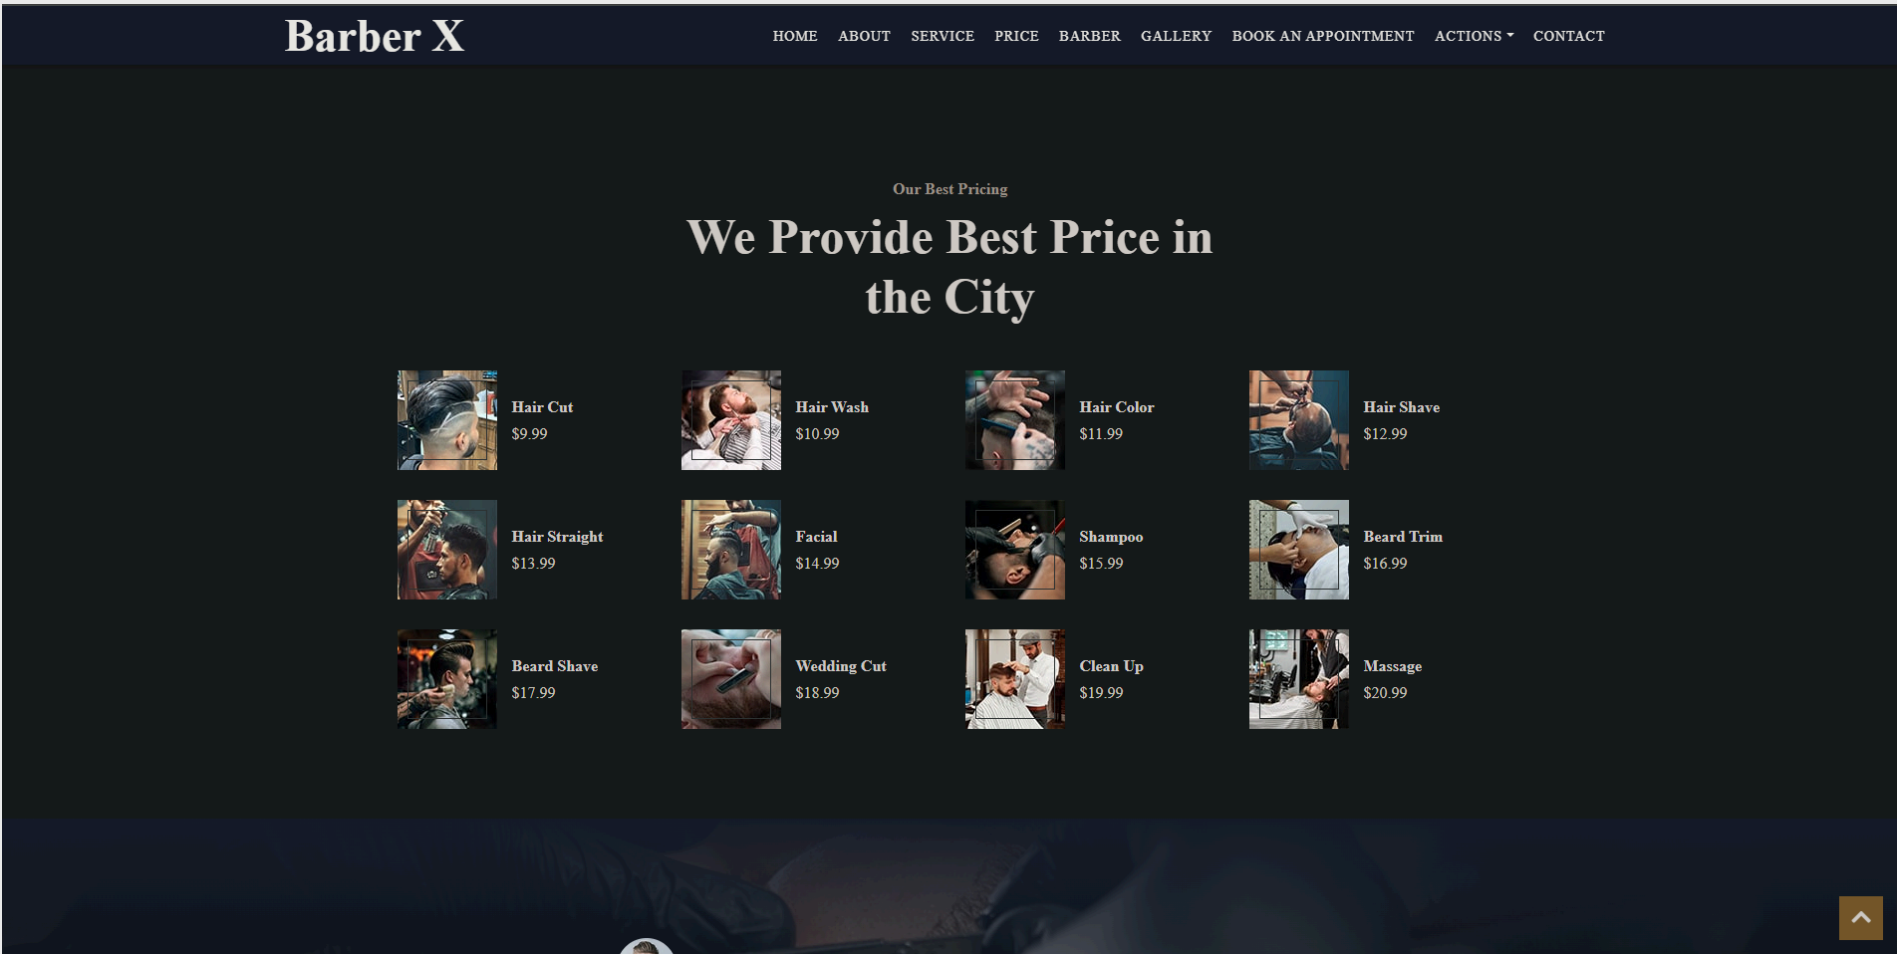 Barber X
HOME ABOUT SERVICE PRICE BARBER GALLERY BOOK AN APPOINTMENT ACTIONS CONTACT
Our Best Pricing
We Provide Best Price in
the City
Hair Cut
$9.99
Hair Wash
$10.99
Hair Color
$11.99
Hair Shave
$12.99
Hair Straight
$13.99
Facial
$14.99
Shampoo
$15.99
Beard Trim
$16.99
Beard Shave
$17.99
Wedding Cut
$18.99
Clean Up
$19.99
Massage
$20.99